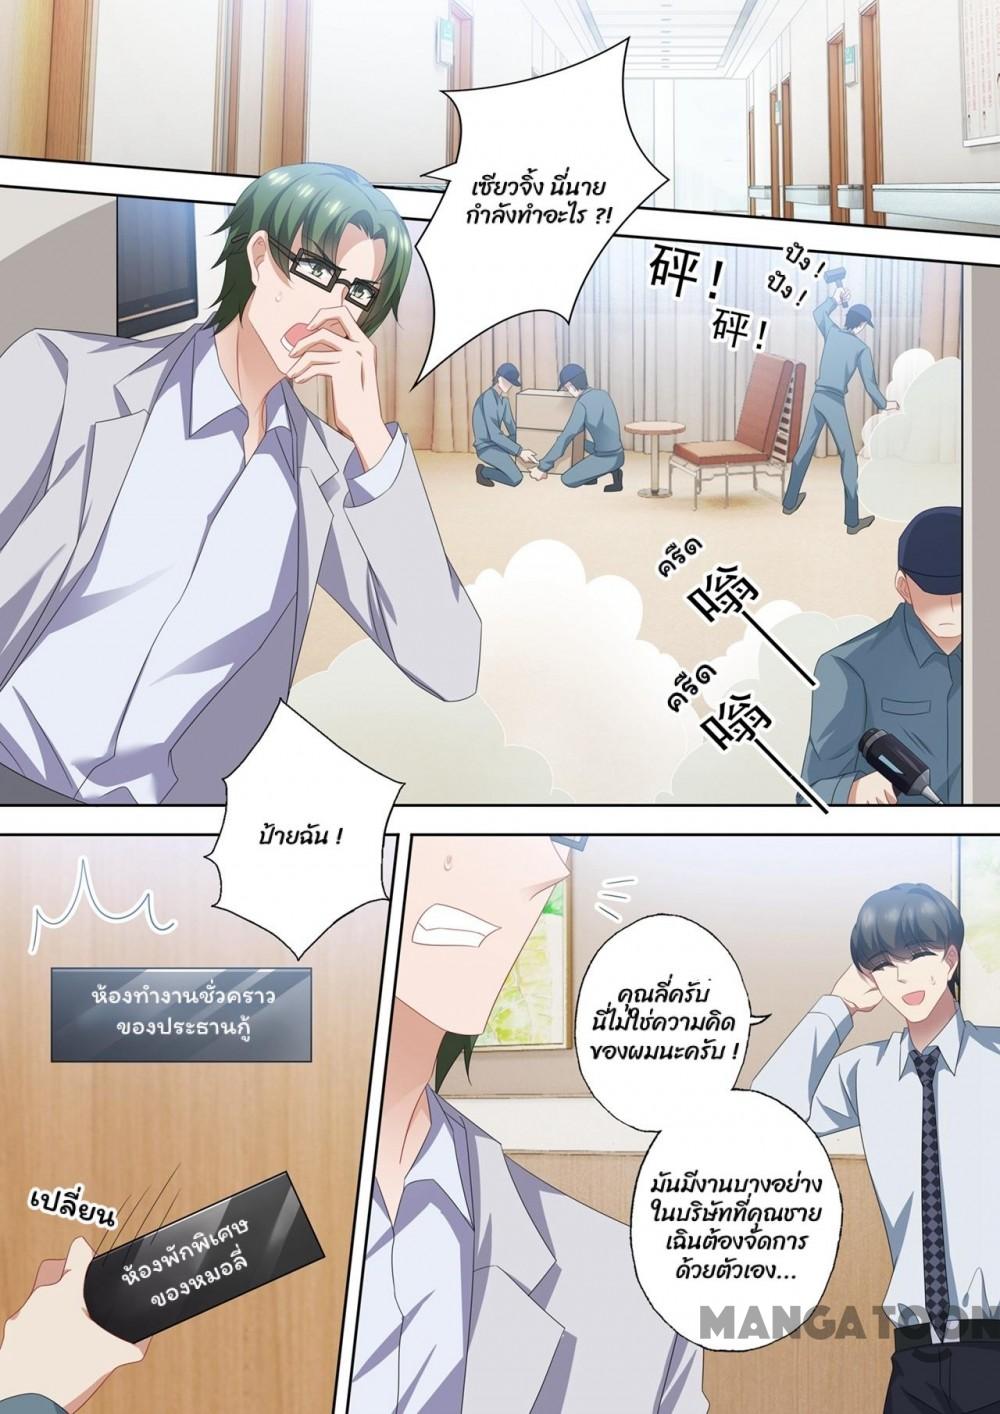 เซียวจิ้ง นี่นาย
กำลังทำอะไร ?!
砰！
ปัง !
ปัง !
砰！
ครืด
嗡
ครืด
嗡
ป้ายฉัน !
ห้องทำงานชั่วคราว
ของประธานกู้
คุณลี่ครับ
นี่ไม่ใช่ความคิด
ของผมนะครับ !
เปลี่ยน
ห้องพักพิเศษ
ของหมอลี่
มันมีงานบางอย่าง
ในบริษัทที่คุณชาย
เฉินต้องจัดการ
ด้วยตัวเอง...
MANGATOON